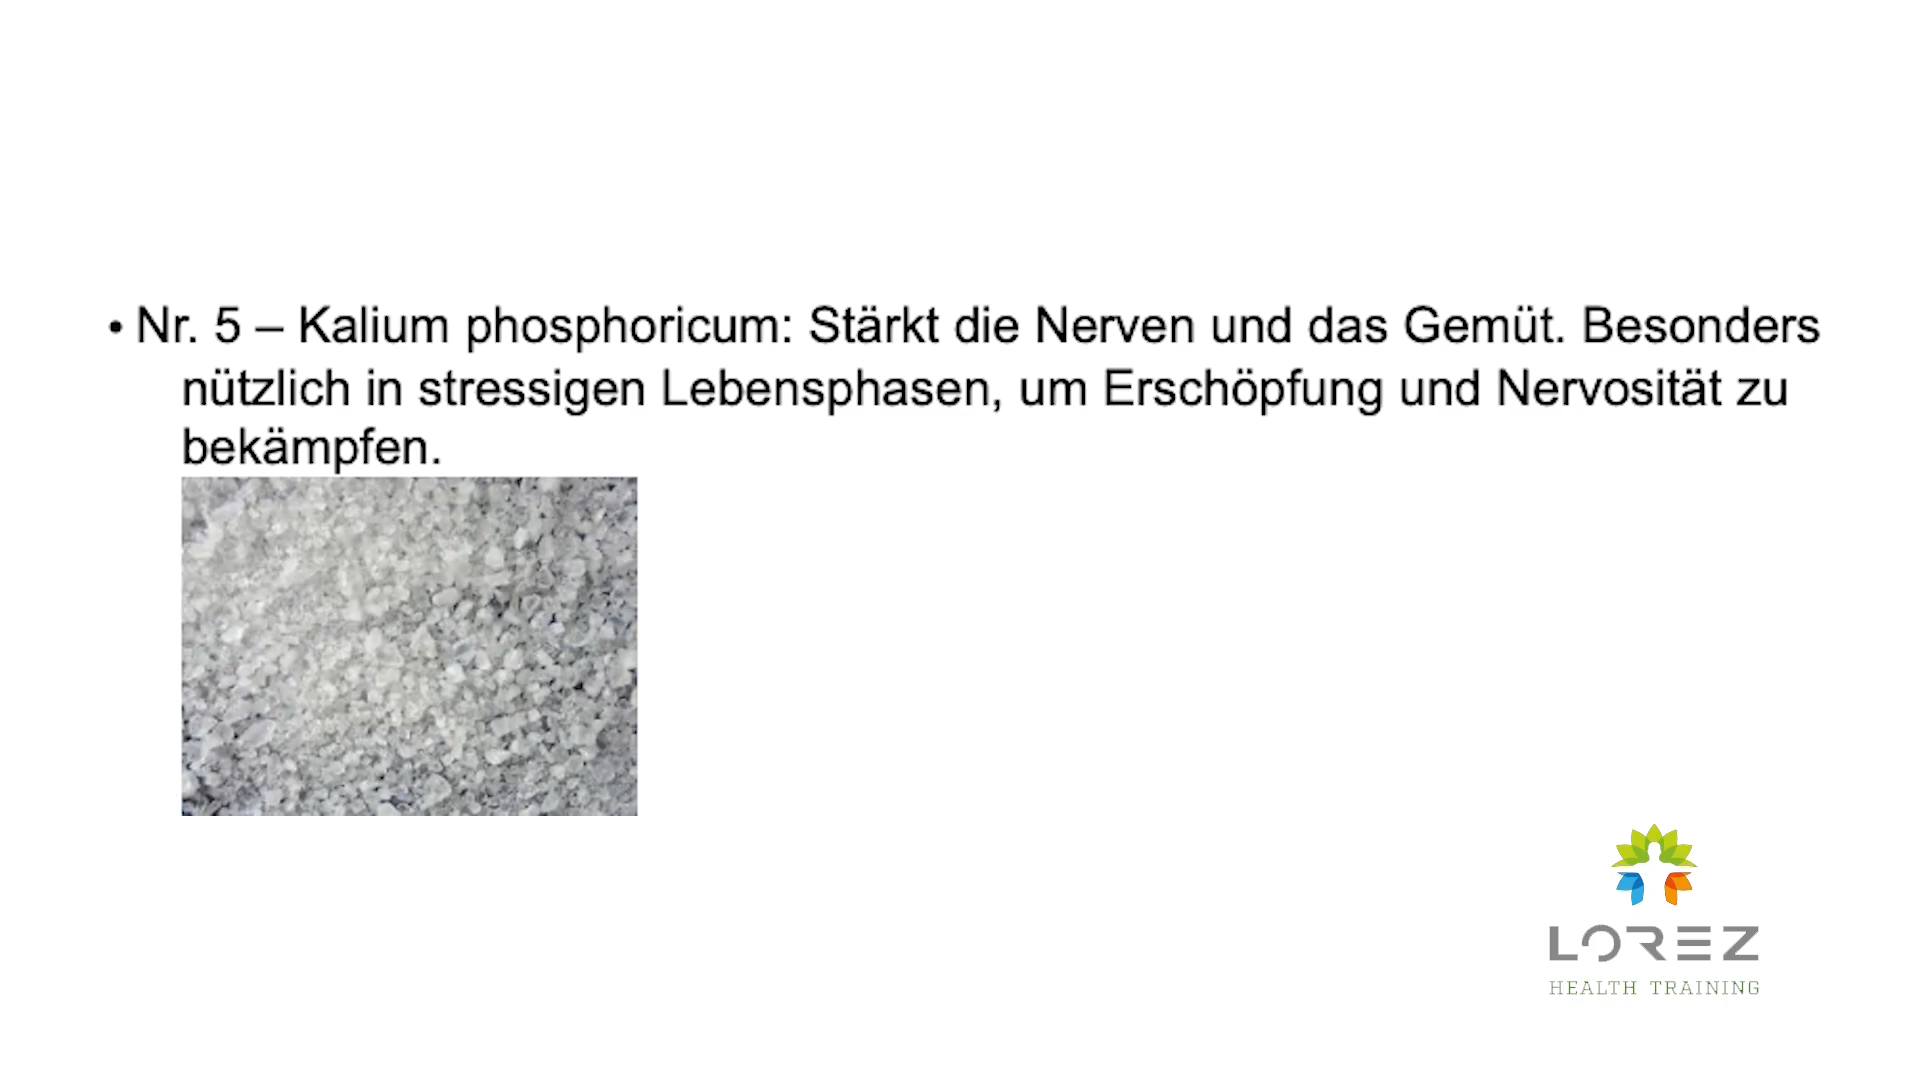 • Nr. 5 – Kalium phosphoricum: Stärkt die Nerven und das Gemüt. Besonders
nützlich in stressigen Lebensphasen, um Erschöpfung und Nervosität zu
bekämpfen.
LOREZ
HEALTH TRAINING